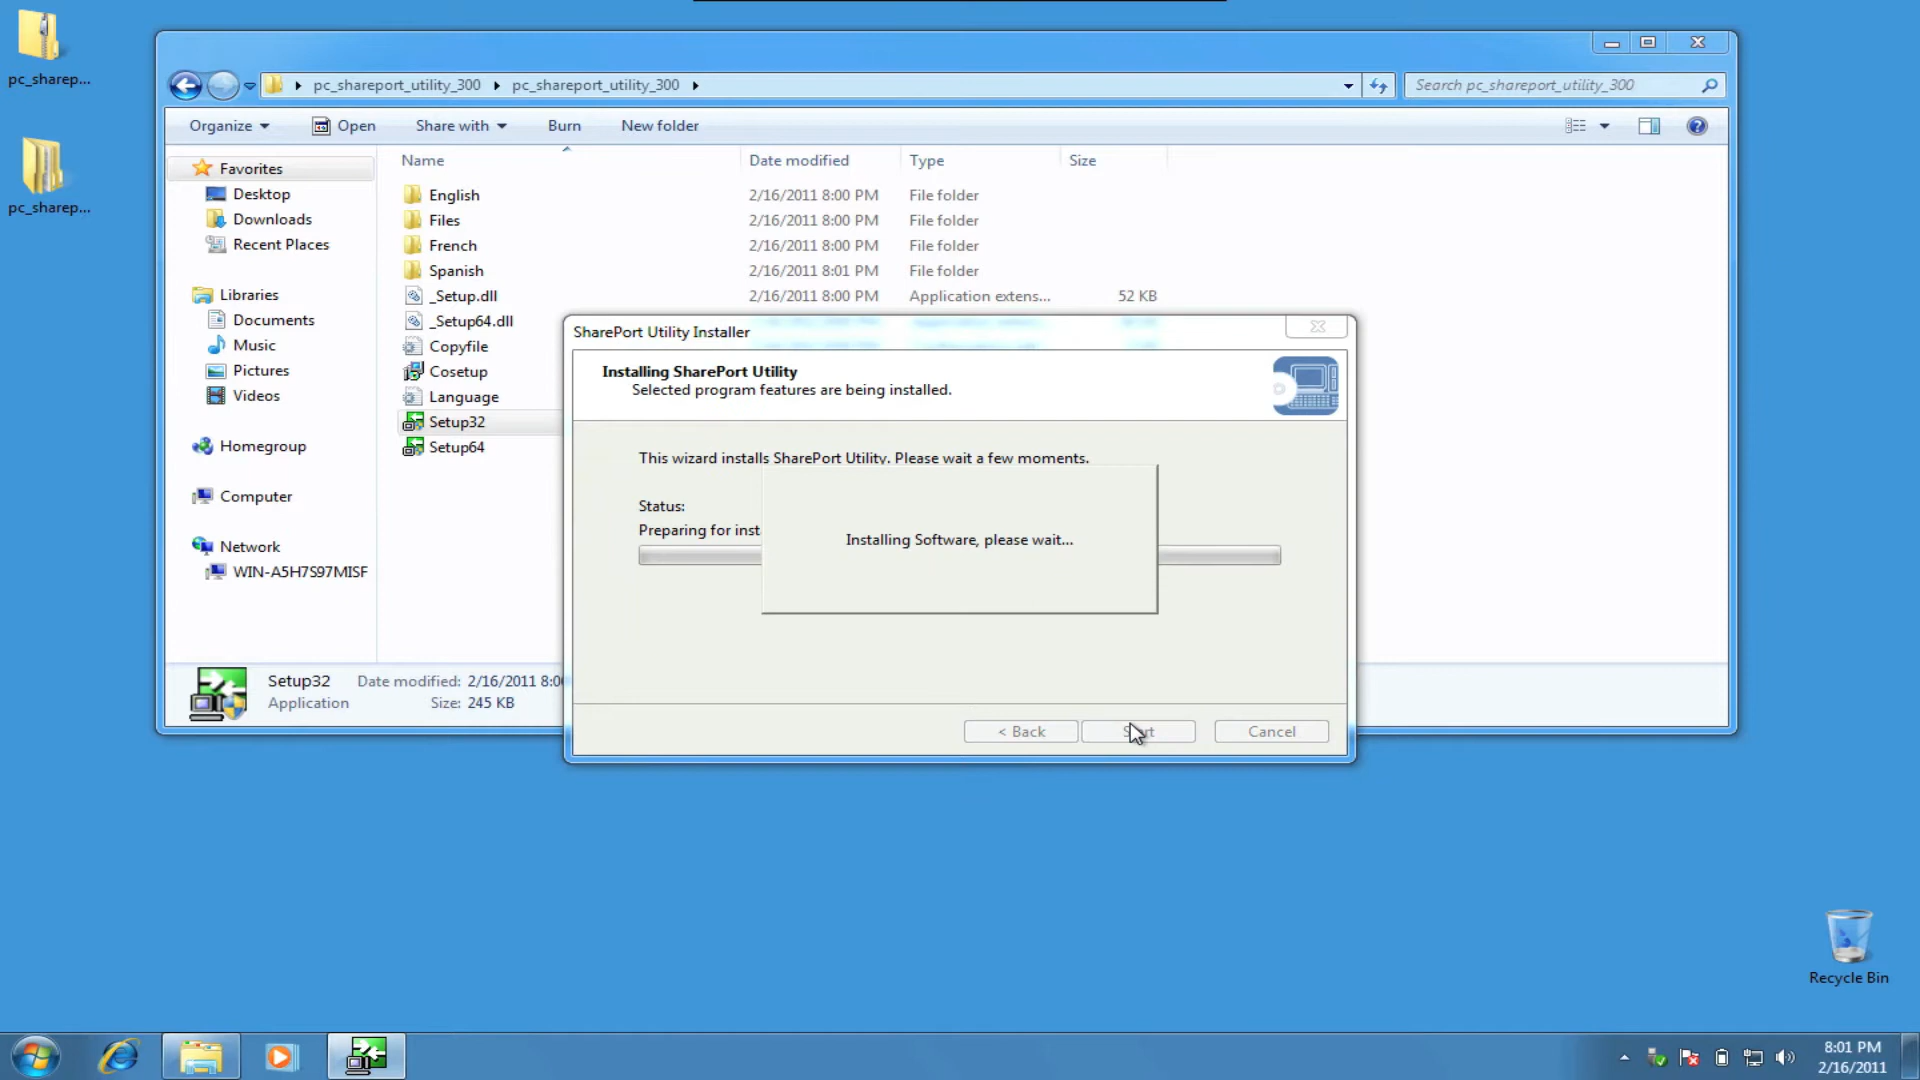 pc_sharep...
pc_sharep...
pc_shareport_utility_300
pc_shareport_utility_300
Search pc_shareport_utility_300
Organize
Open
Share with
Burn
New folder
Name
Date modified
Type
Size
Favorites
Desktop
Downloads
Recent Places
Libraries
Documents
Music
Pictures
Videos
Homegroup
Computer
Network
WIN-A5H7S97MISF
English 2/16/2011 8:00 PM File folder
Files 2/16/2011 8:00 PM File folder
French 2/16/2011 8:00 PM File folder
Spanish 2/16/2011 8:01 PM File folder
_Setup.dll 2/16/2011 8:00 PM Application extens... 52 KB
_Setup64.dll
Copyfile
Cosetup
Language
Setup32
Setup64
SharePort Utility Installer
Installing SharePort Utility
Selected program features are being installed.
This wizard installs SharePort Utility. Please wait a few moments.
Status:
Preparing for inst
Installing Software, please wait...
< Back
Cancel
Setup32 Date modified: 2/16/2011 8:00
Application Size: 245 KB
Recycle Bin
8:01 PM
2/16/2011